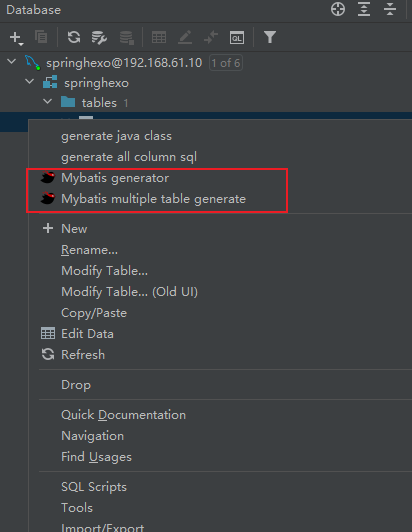 Database
springhexo@192.168.61.10 1 of 6
springhexo
tables 1
generate java class
generate all column sql
Mybatis generator
Mybatis multiple table generate
New
Rename...
Modify Table...
Modify Table... (Old UI)
Copy/Paste
Edit Data
Refresh
Drop
Quick Documentation
Navigation
Find Usages
SQL Scripts
Tools
Import/Export